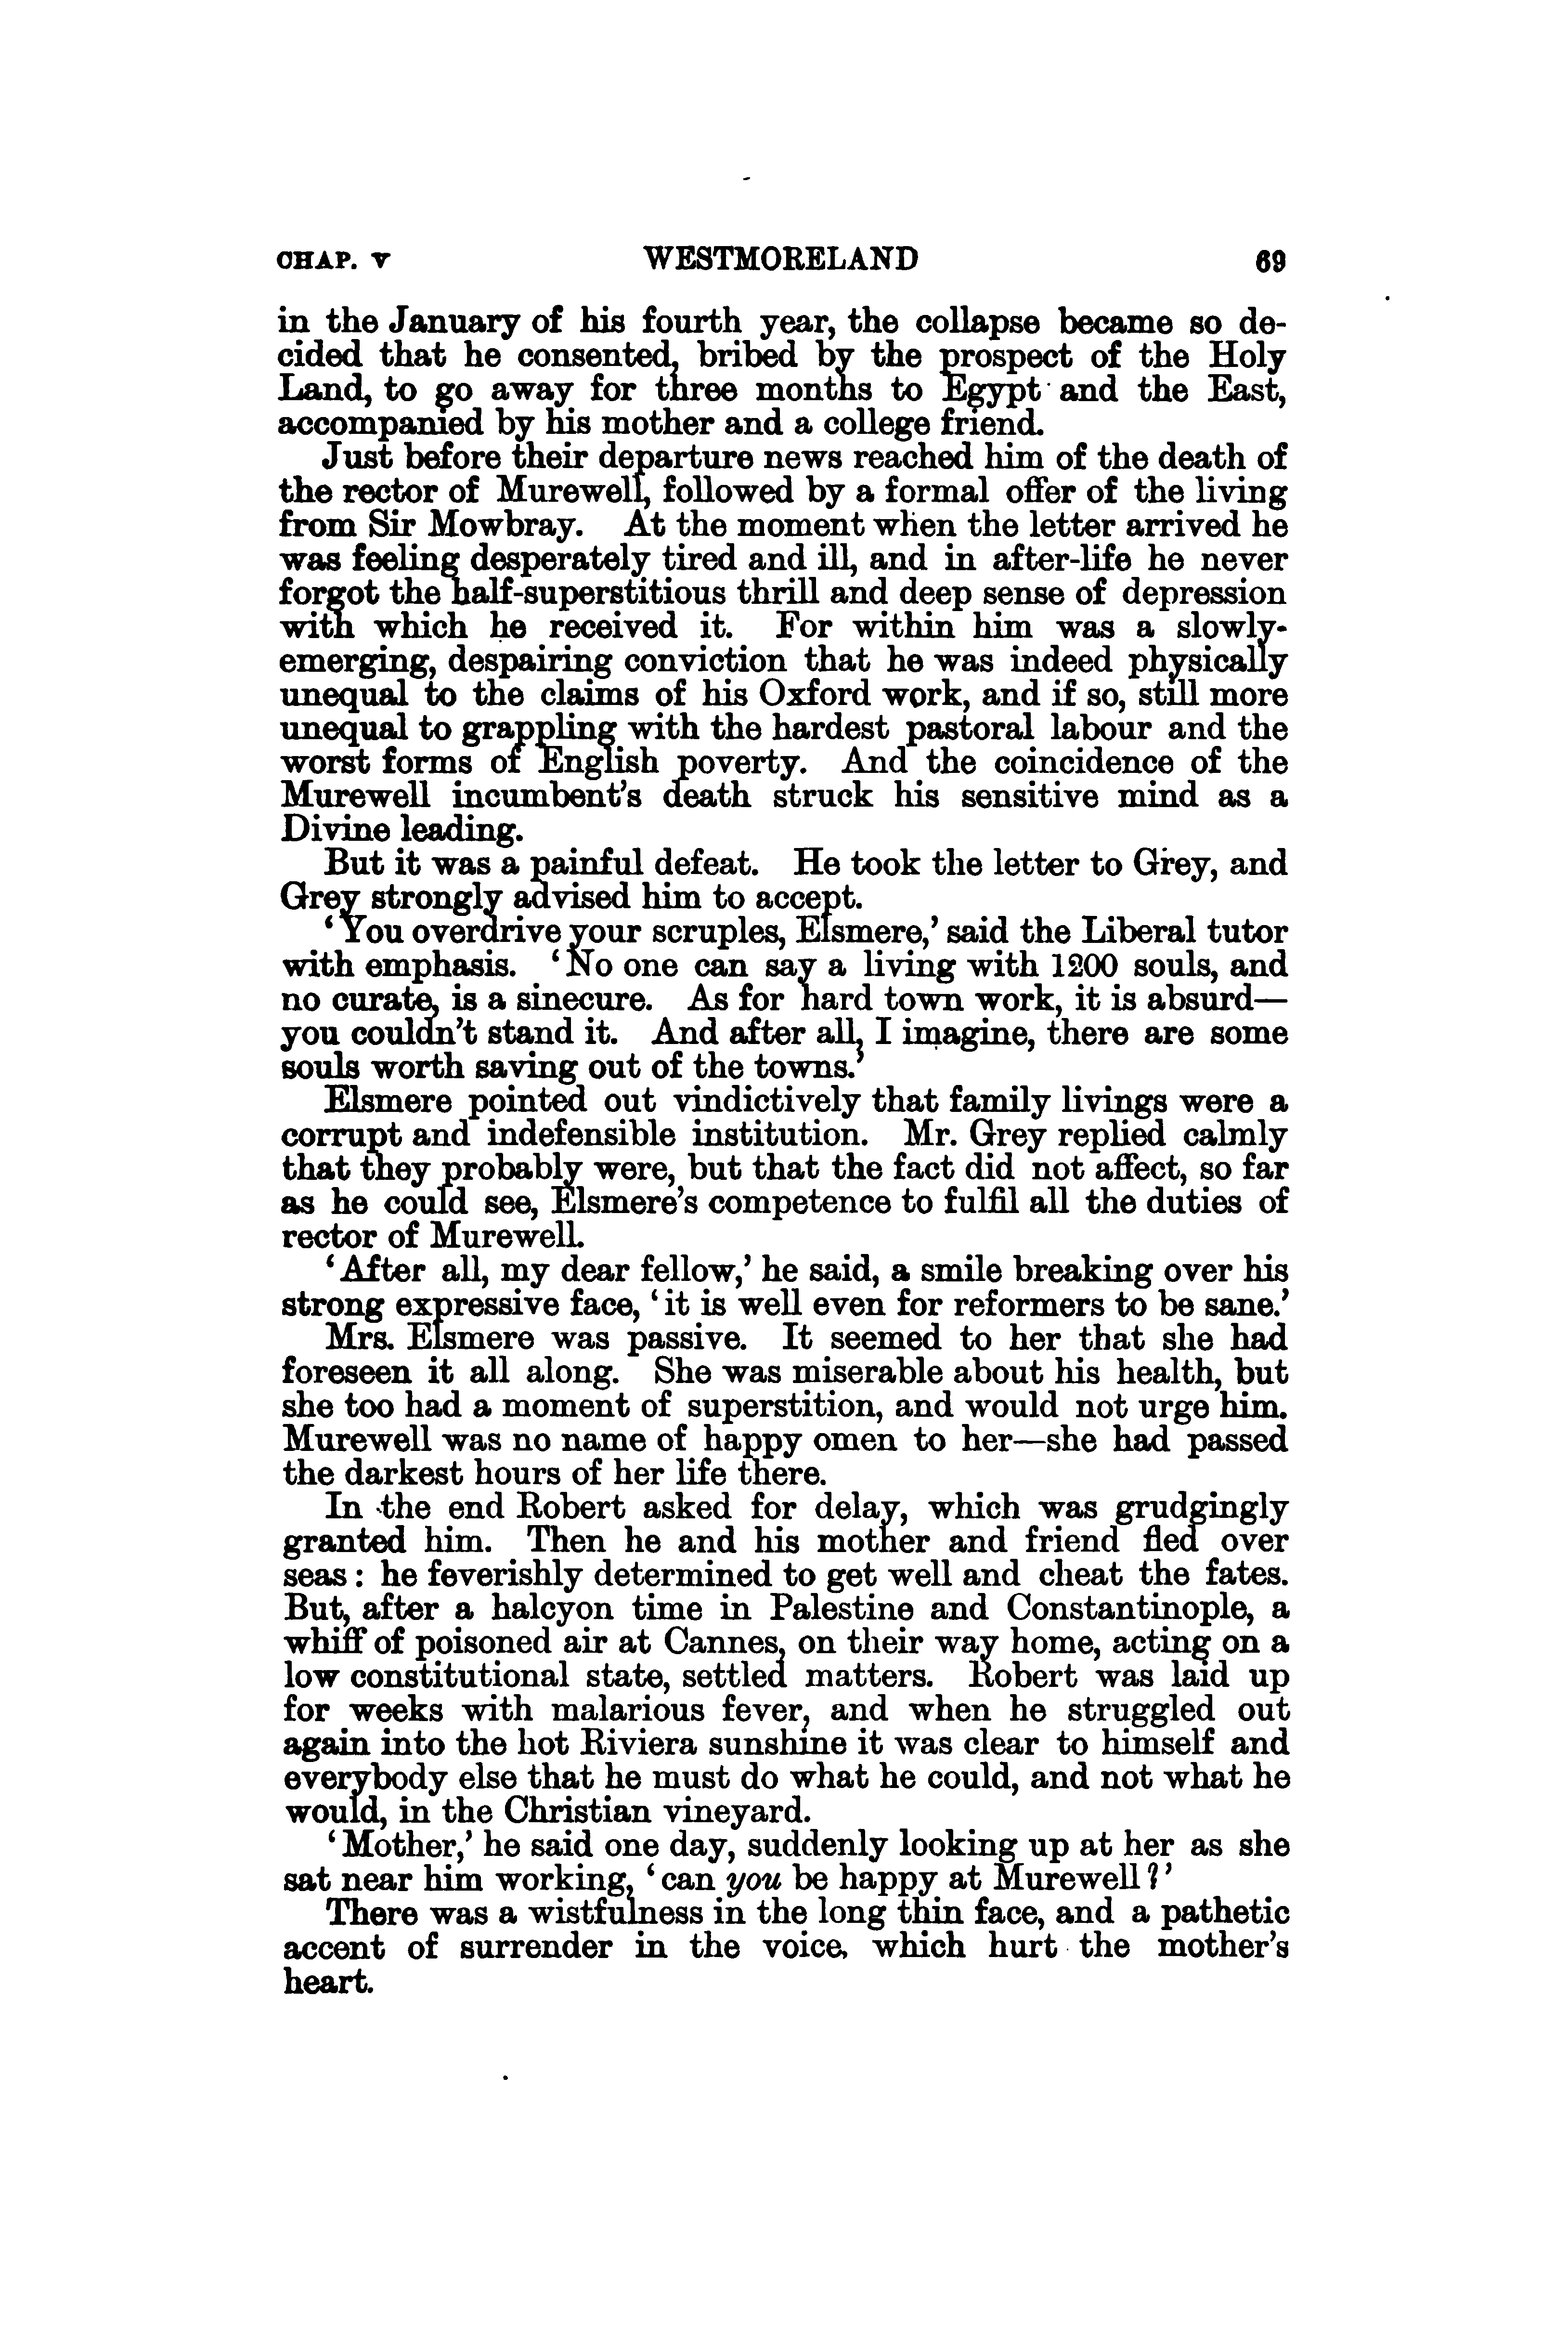 CHAP. V WESTMORELAND 69
in the January of his fourth year, the collapse became so de-
cided that he consented, bribed by the prospect of the Holy
Land, to go away for three months to Egypt and the East,
accompanied by his mother and a college friend.
Just before their departure news reached him of the death of
the rector of Murewell, followed by a formal offer of the living
from Sir Mowbray. At the moment when the letter arrived he
was feeling desperately tired and ill, and in after-life he never
forgot the half-superstitious thrill and deep sense of depression
with which he received it. For within him was a slowly-
emerging, despairing conviction that he was indeed physically
unequal to the claims of his Oxford work, and if so, still more
unequal to grappling with the hardest pastoral labour and the
worst forms of English poverty. And the coincidence of the
Murewell incumbent's death struck his sensitive mind as a
Divine leading.
But it was a painful defeat. He took the letter to Grey, and
Grey strongly advised him to accept.
‘You overdrive your scruples, Elsmere,’ said the Liberal tutor
with emphasis. ‘No one can say a living with 1200 souls, and
no curate, is a sinecure. As for hard town work, it is absurd—
you couldn't stand it. And after all, I imagine, there are some
souls worth saving out of the towns.’
Elsmere pointed out vindictively that family livings were a
corrupt and indefensible institution. Mr. Grey replied calmly
that they probably were, but that the fact did not affect, so far
as he could see, Elsmere's competence to fulfil all the duties of
rector of Murewell.
‘After all, my dear fellow,’ he said, a smile breaking over his
strong expressive face, ‘it is well even for reformers to be sane.’
Mrs. Elsmere was passive. It seemed to her that she had
foreseen it all along. She was miserable about his health, but
she too had a moment of superstition, and would not urge him.
Murewell was no name of happy omen to her—she had passed
the darkest hours of her life there.
In the end Robert asked for delay, which was grudgingly
granted him. Then he and his mother and friend fled over
seas: he feverishly determined to get well and cheat the fates.
But, after a halcyon time in Palestine and Constantinople, a
whiff of poisoned air at Cannes, on their way home, acting on a
low constitutional state, settled matters. Robert was laid up
for weeks with malarious fever, and when he struggled out
again into the hot Riviera sunshine it was clear to himself and
everybody else that he must do what he could, and not what he
would, in the Christian vineyard.
‘Mother,’ he said one day, suddenly looking up at her as she
sat near him working, ‘can you be happy at Murewell?’
There was a wistfulness in the long thin face, and a pathetic
accent of surrender in the voice, which hurt the mother's
heart.